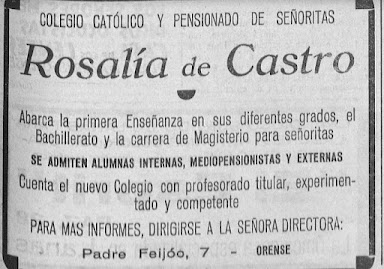 COLEGIO CATÓLICO Y PENSIONADO DE SEÑORITAS
Rosalía de Castro
Abarca la primera Enseñanza en sus diferentes grados, el
Bachillerato y la carrera de Magisterio para señoritas
SE ADMITEN ALUMNAS INTERNAS, MEDIOPENSIONISTAS Y EXTERNAS
Cuenta el nuevo Colegio con profesorado titular, experimen-
tado y competente
PARA MAS INFORMES, DIRIGIRSE A LA SEÑORA DIRECTORA:
Padre Feijóo, 7 - ORENSE